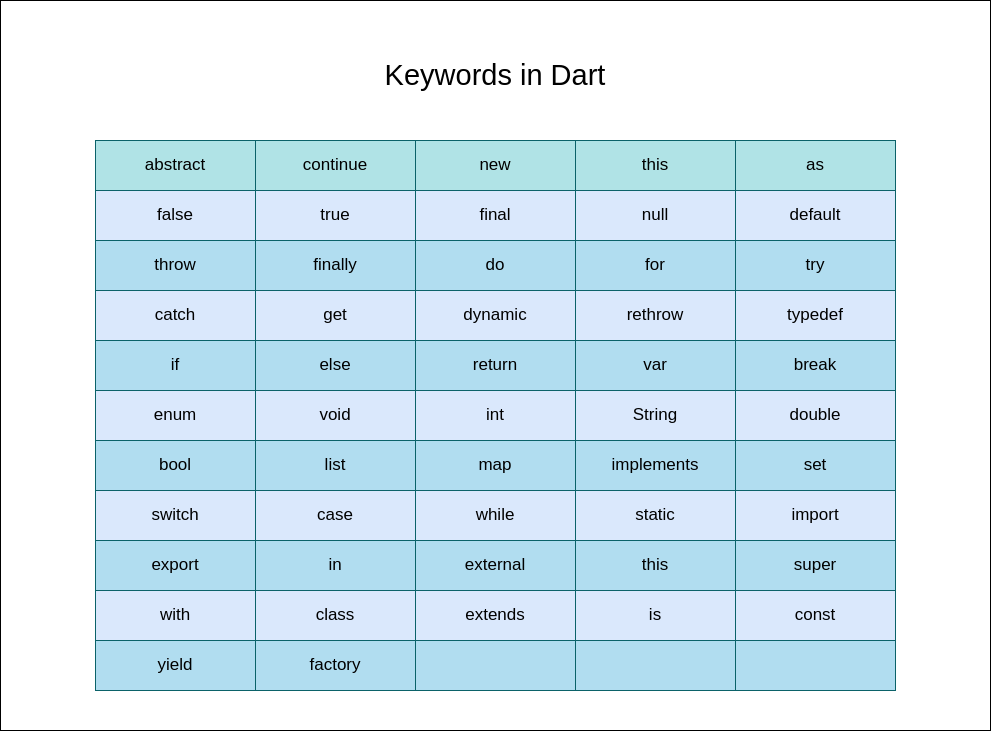 Keywords in Dart
abstract continue new this as
false true final null default
throw finally do for try
catch get dynamic rethrow typedef
if else return var break
enum void int String double
bool list map implements set
switch case while static import
export in external this super
with class extends is const
yield factory